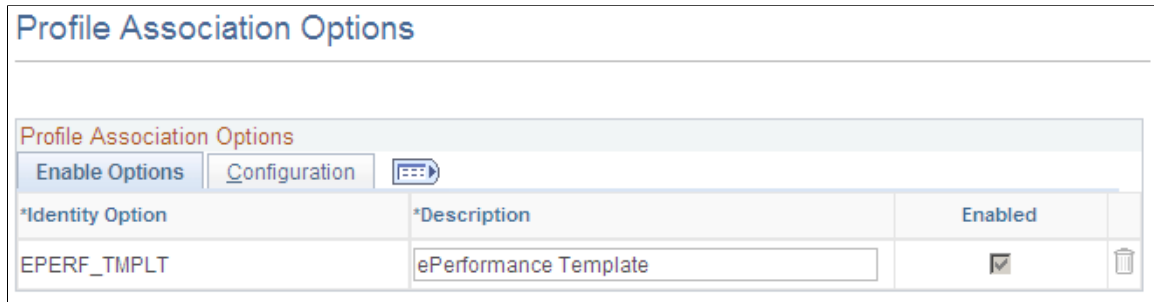 Profile Association Options
Profile Association Options
Enable Options Configuration
*Identity Option *Description Enabled
EPERF_TMPLT ePerformance Template